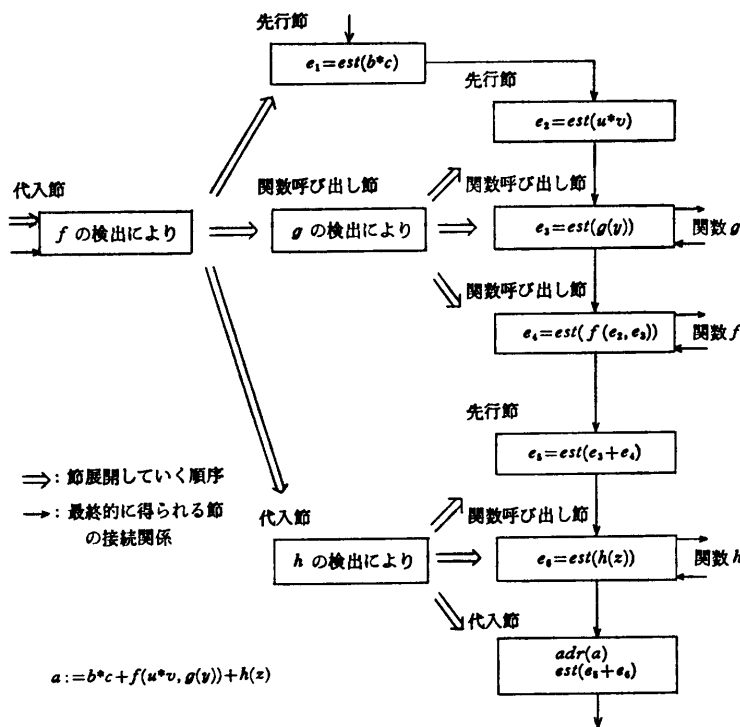 先行節
e₁=est(b*c)
先行節
e₂=est(u*v)
代入節
関数呼び出し節
関数呼び出し節
f の検出により
g の検出により
e₃=est(g(y))
関数 g
関数呼び出し節
e₄=est(f(e₂, e₃))
関数 f
先行節
e₅=est(e₃+e₄)
⇒: 節展開していく順序
→: 最終的に得られる節
の接続関係
代入節
関数呼び出し節
h の検出により
e₆=est(h(z))
関数 h
代入節
adr(a)
est(e₅+e₆)
a:=b*c+f(u*v, g(y))+h(z)